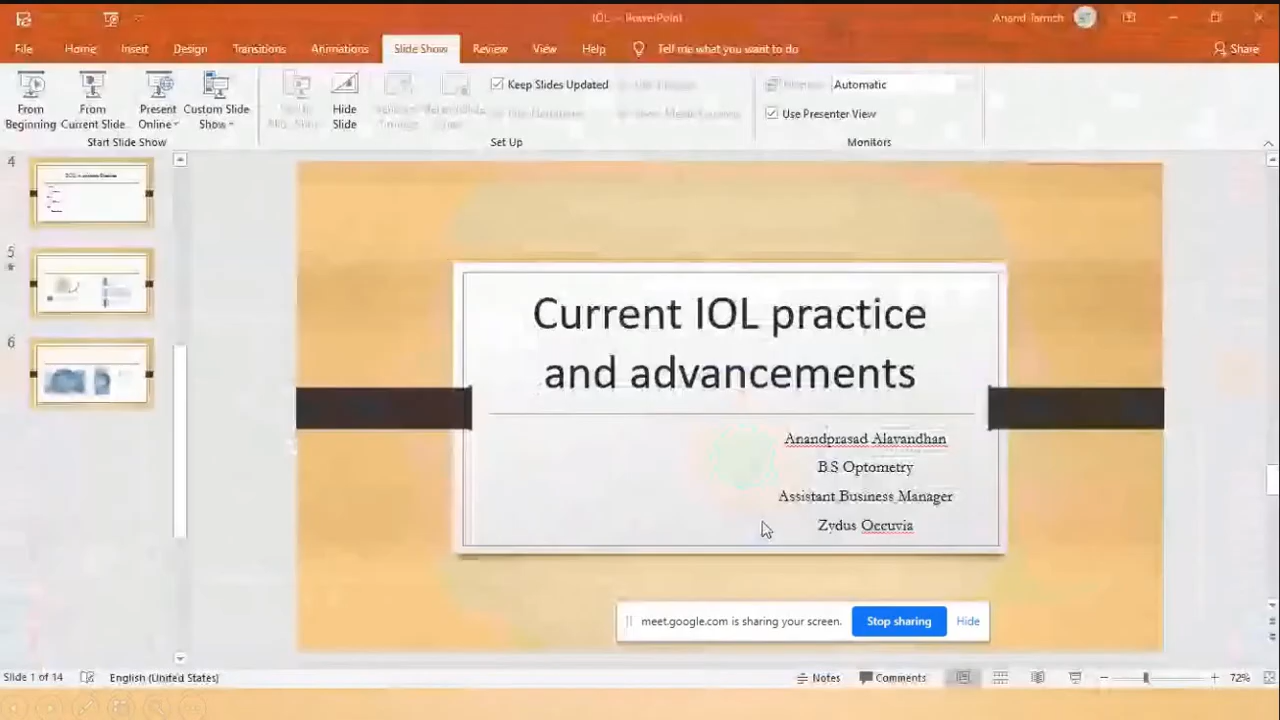 IOL - PowerPoint
Anand
File Home Insert Design Transitions Animations Slide Show Review View Help Tell me what you want to do Share
From Beginning
From Current Slide
Present Online
Custom Slide Show
Start Slide Show
Hide Slide
Keep Slides Updated
Set Up
Automatic
Use Presenter View
Monitors
4
5
6
Current IOL practice
and advancements
Anandprasad Alavandhan
B.S Optometry
Assistant Business Manager
Zydus Occuvia
meet.google.com is sharing your screen. Stop sharing Hide
Slide 1 of 14 English (United States) Notes Comments 72%